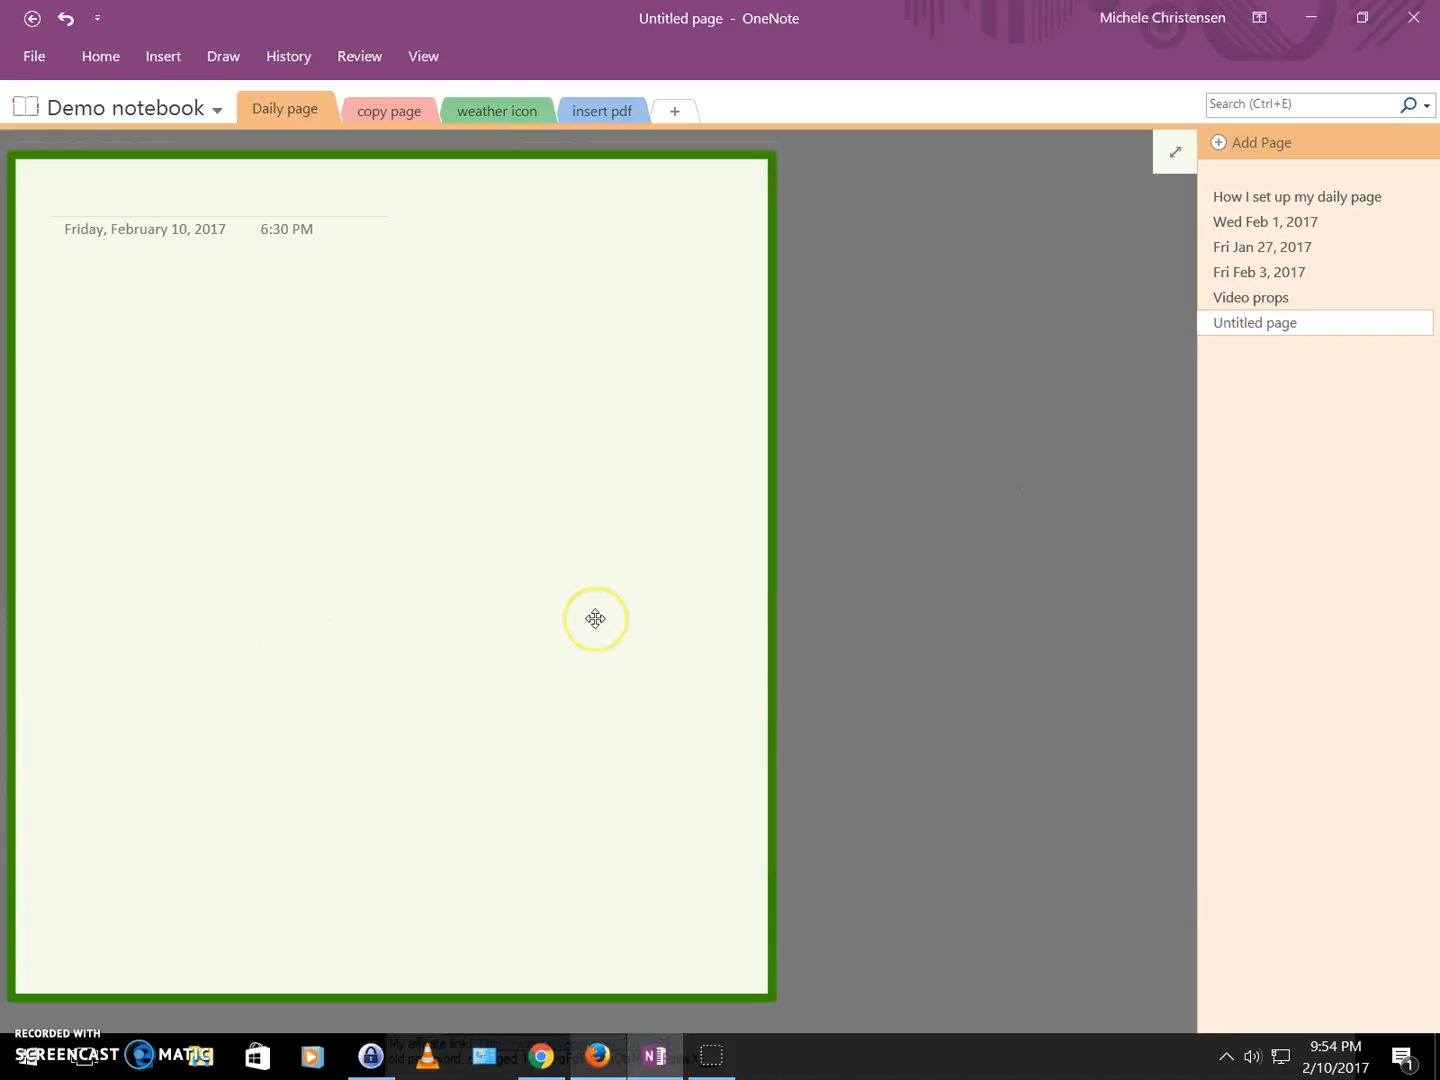 Untitled page - OneNote
Michele Christensen
File Home Insert Draw History Review View
Demo notebook
Daily page
copy page
weather icon
insert pdf
+
Search (Ctrl+E)
Add Page
How I set up my daily page
Wed Feb 1, 2017
Fri Jan 27, 2017
Fri Feb 3, 2017
Video props
Untitled page
Friday, February 10, 2017 6:30 PM
RECORDED WITH
SCREENCAST MATIC
N
9:54 PM
2/10/2017
1